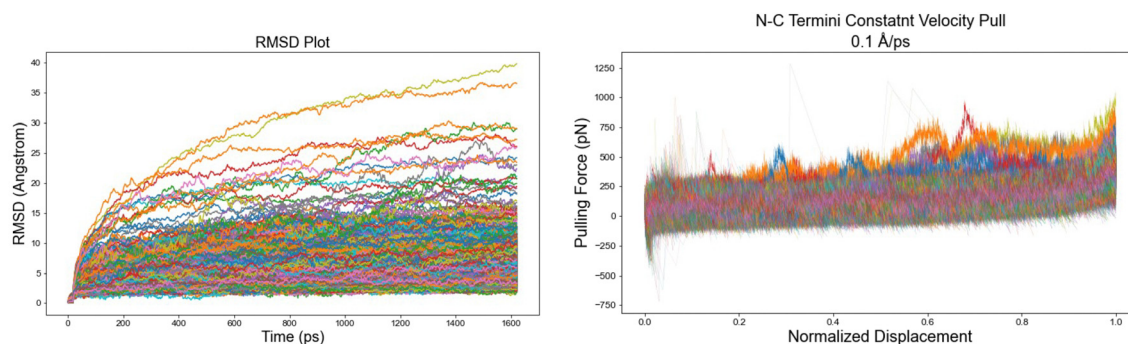 RMSD Plot
RMSD (Angstrom)
40
35
30
25
20
15
10
5
0
0 200 400 600 800 1000 1200 1400 1600
Time (ps)
N-C Termini Constatnt Velocity Pull
0.1 Å/ps
Pulling Force (pN)
1250
1000
750
500
250
0
−250
−500
−750
0.0 0.2 0.4 0.6 0.8 1.0
Normalized Displacement